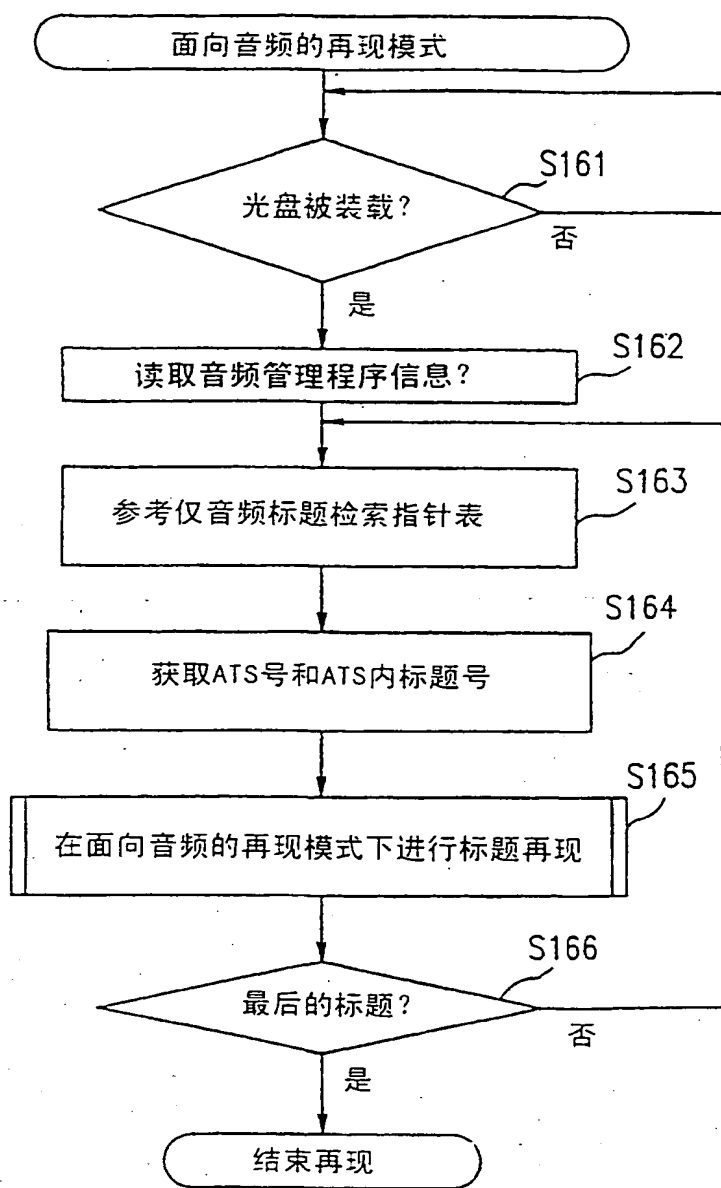 面向音频的再现模式
S161
光盘被装载?
否
是
S162
读取音频管理程序信息?
S163
参考仅音频标题检索指针表
S164
获取ATS号和ATS内标题号
S165
在面向音频的再现模式下进行标题再现
S166
最后的标题?
否
是
结束再现